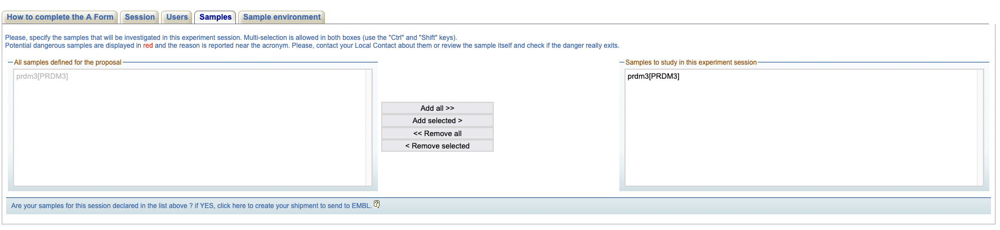 How to complete the A Form Session Users Samples Sample environment
Please, specify the samples that will be investigated in this experiment session. Multi-selection is allowed in both boxes (use the "Ctrl" and "Shift" keys).
Potential dangerous samples are displayed in red and the reason is reported near the acronym. Please, contact your Local Contact about them or review the sample itself and check if the danger really exits.
All samples defined for the proposal
prdm3[PRDM3]
Add all >>
Add selected >
<< Remove all
< Remove selected
Samples to study in this experiment session
prdm3[PRDM3]
Are your samples for this session declared in the list above ? if YES, click here to create your shipment to send to EMBL. ?